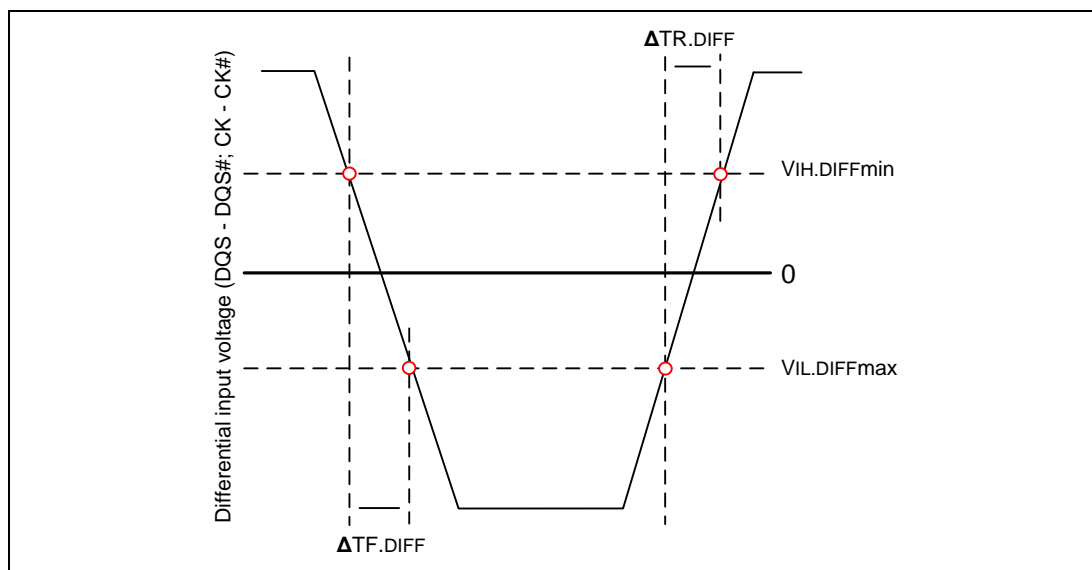 ΔTR.DIFF
Differential input voltage (DQS - DQS#; CK - CK#)
VIH.DIFFmin
0
VIL.DIFFmax
ΔTF.DIFF